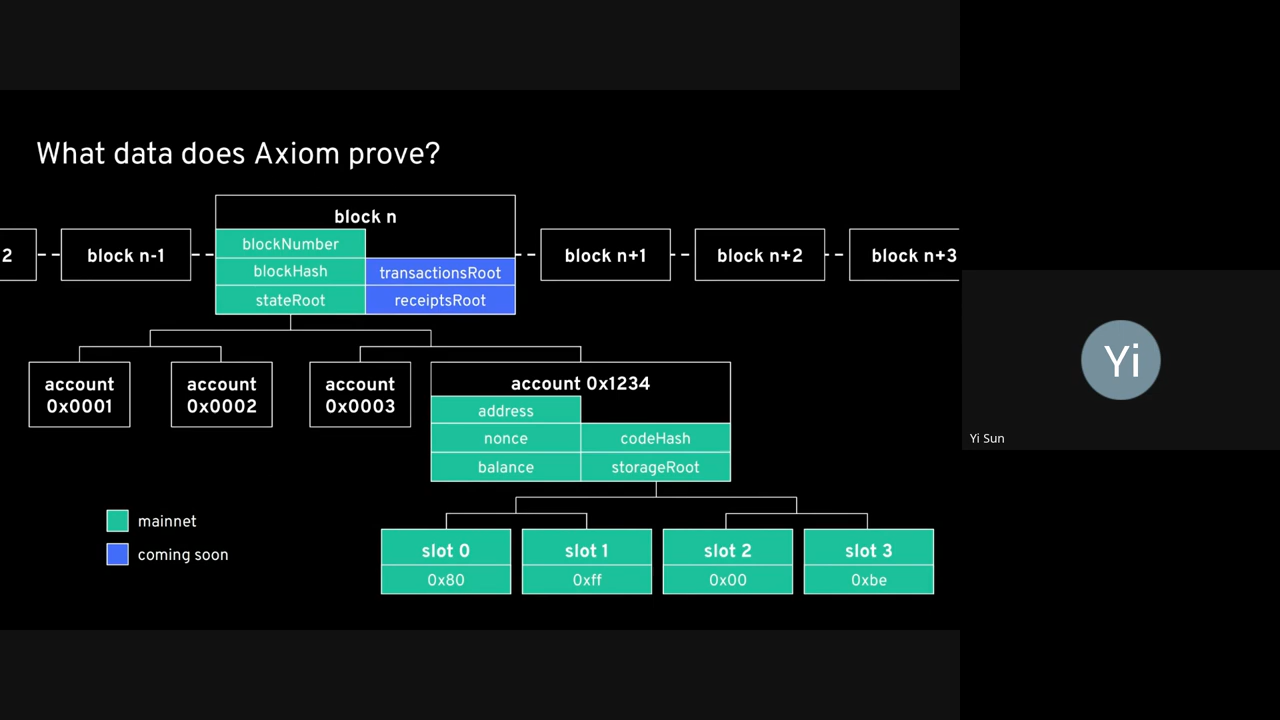 What data does Axiom prove?
2
block n-1
block n
blockNumber
blockHash
transactionsRoot
stateRoot
receiptsRoot
block n+1
block n+2
block n+3
account
0x0001
account
0x0002
account
0x0003
account 0x1234
address
nonce
codeHash
balance
storageRoot
mainnet
coming soon
slot 0
0x80
slot 1
0xff
slot 2
0x00
slot 3
0xbe
Yi
Yi Sun